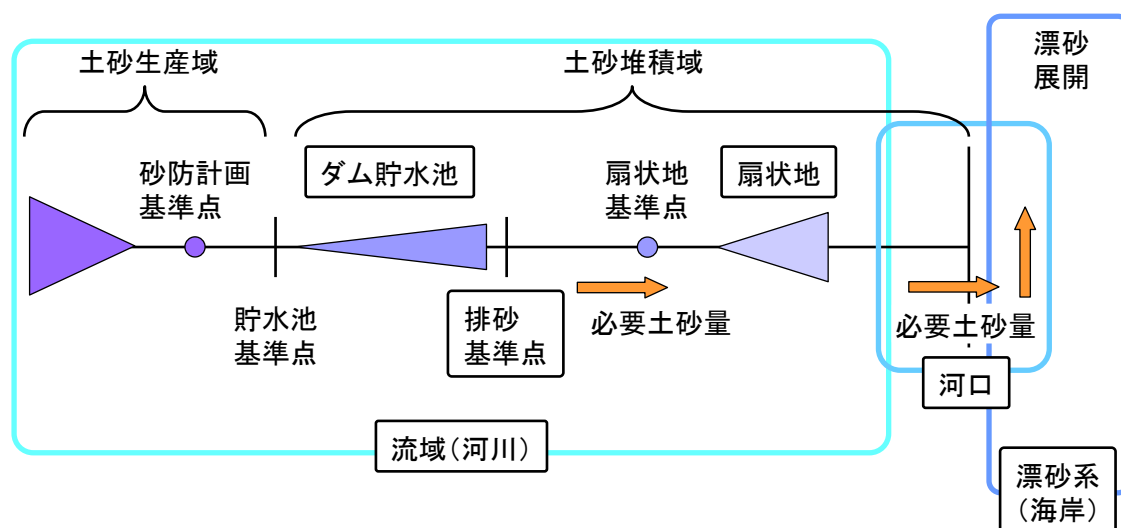 土砂生産域
土砂堆積域
漂砂
展開
砂防計画
基準点
ダム貯水池
扇状地
基準点
扇状地
貯水池
基準点
排砂
基準点
必要土砂量
必要土砂量
河口
流域(河川)
漂砂系
(海岸)